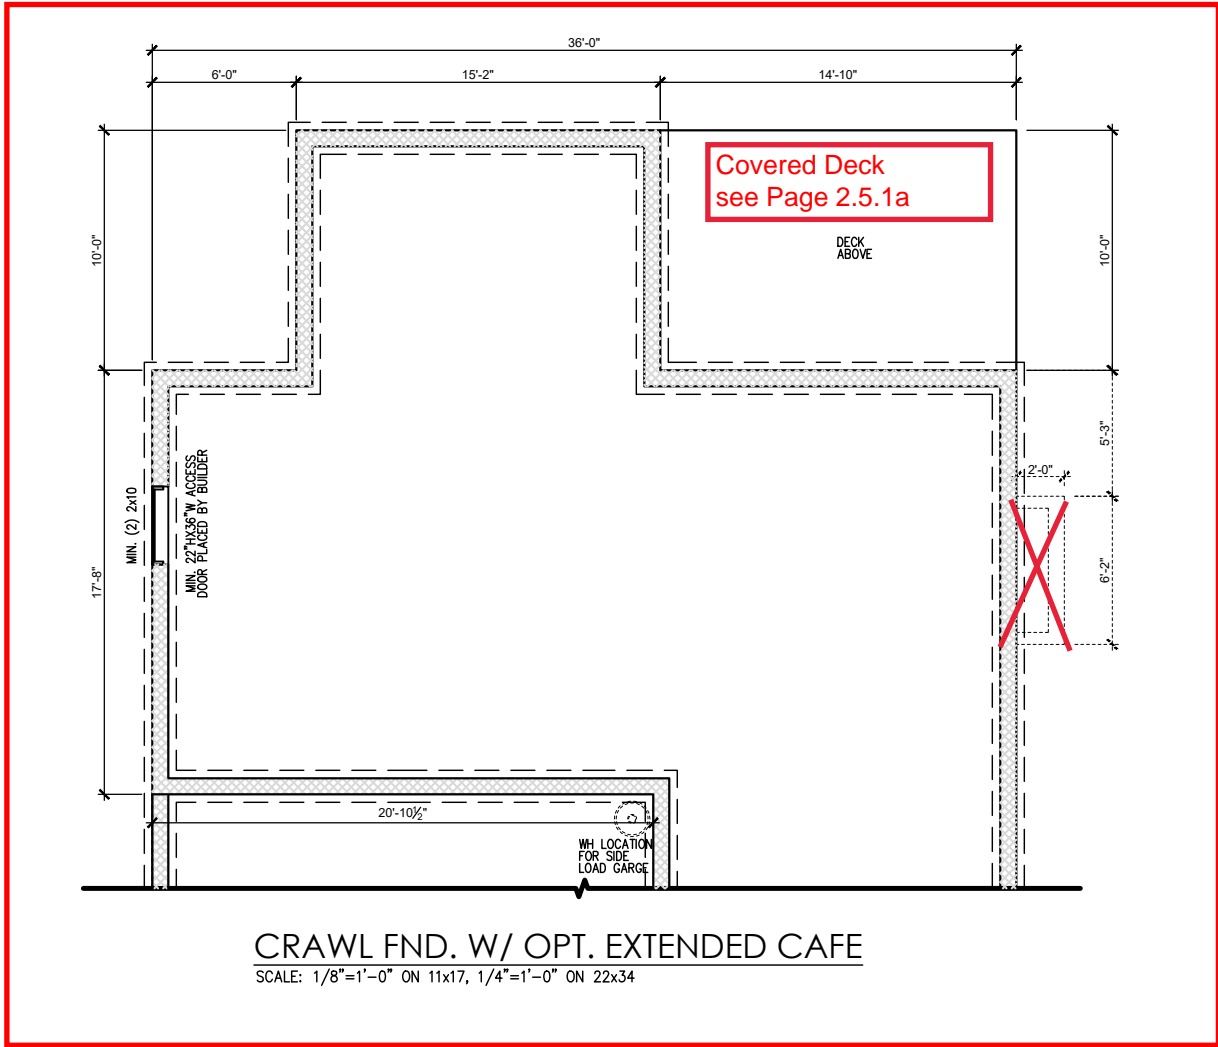 36'-0"
6'-0"
15'-2"
14'-10"
Covered Deck
see Page 2.5.1a
DECK
ABOVE
10'-0"
10'-0"
5'-3"
2'-0"
6'-2"
MIN. (2) 2x10
MIN. 22"HX36"W ACCESS
DOOR PLACED BY BUILDER
17'-8"
20'-10½"
WH LOCATION
FOR SIDE
LOAD GARGE
CRAWL FND. W/ OPT. EXTENDED CAFE
SCALE: 1/8"=1'-0" ON 11x17, 1/4"=1'-0" ON 22x34